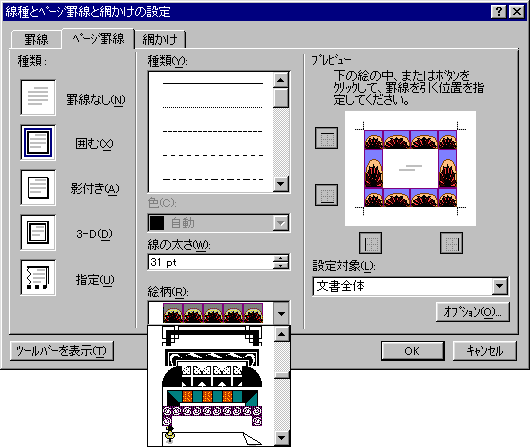 線種とﾍﾟｰｼﾞ罫線と網かけの設定
罫線
ﾍﾟｰｼﾞ罫線
網かけ
種類:
罫線なし(N)
囲む(X)
影付き(A)
3-D(D)
指定(U)
種類(Y):
色(C):
自動
線の太さ(W):
31 pt
絵柄(R):
ﾌﾟﾚﾋﾞｭｰ
下の絵の中、またはﾎﾞﾀﾝを
ｸﾘｯｸして、罫線を引く位置を指
定してください。
設定対象(L):
文書全体
ｵﾌﾟｼｮﾝ(O)...
ﾂｰﾙバーを表示(T)
OK
ｷｬﾝｾﾙ